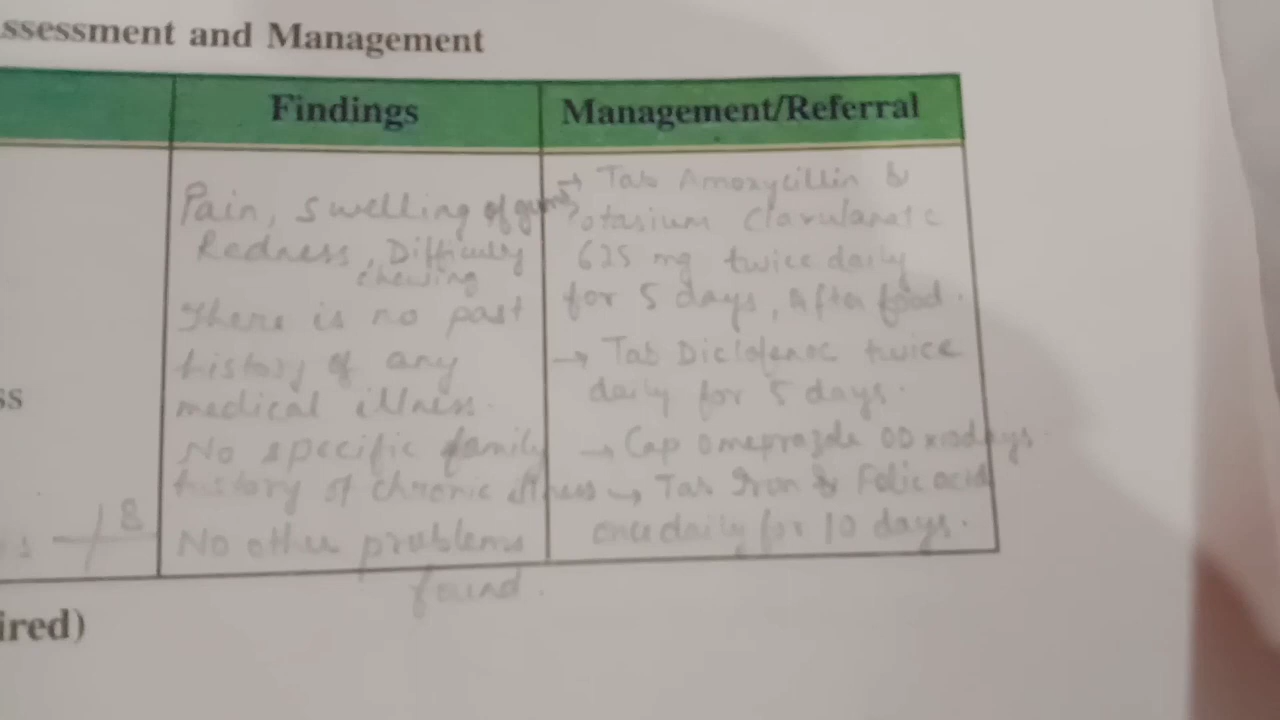 ssessment and Management
Findings
Management/Referral
Pain, Swelling of gums
Redness, Difficulty
chewing
There is no past
history of any
medical illness.
No specific family
history of chronic illness
No other problems
found.
→ Tab Amoxycillin &
Potasium Clavulanate
625 mg twice daily
for 5 days, After food.
→ Tab Diclofenac twice
daily for 5 days.
→ Cap Omeprazole OD x10days
→ Tab Iron & Folic acid
once daily for 10 days.
ss
s 8
ired)